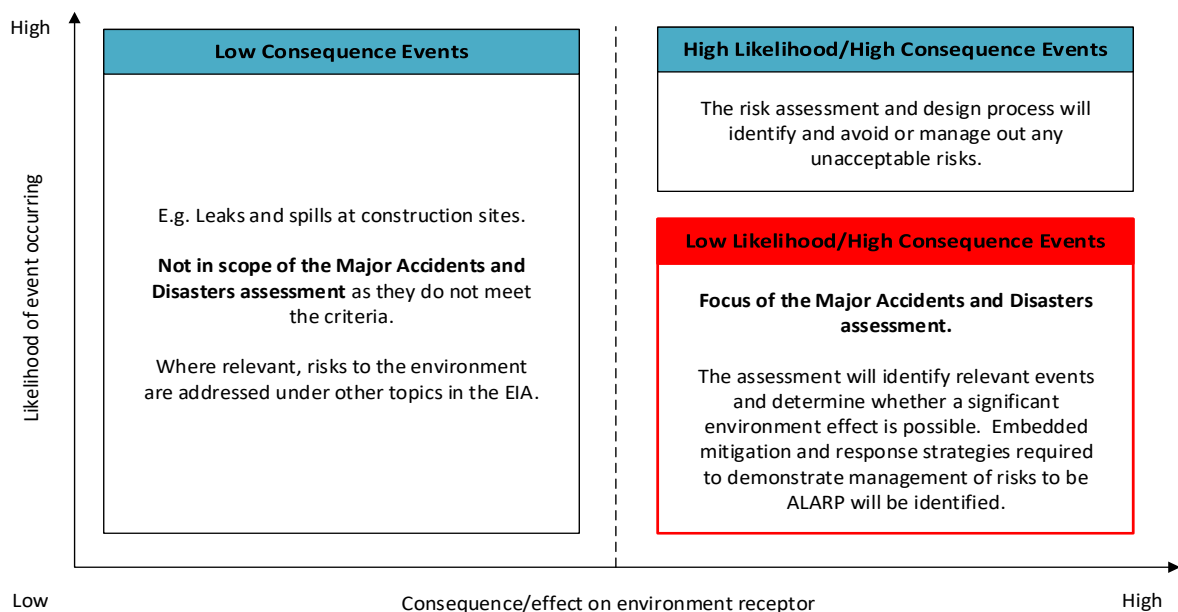 High
Likelihood of event occurring
Low Consequence Events
E.g. Leaks and spills at construction sites.
Not in scope of the Major Accidents and
Disasters assessment as they do not meet
the criteria.
Where relevant, risks to the environment
are addressed under other topics in the EIA.
High Likelihood/High Consequence Events
The risk assessment and design process will
identify and avoid or manage out any
unacceptable risks.
Low Likelihood/High Consequence Events
Focus of the Major Accidents and Disasters
assessment.
The assessment will identify relevant events
and determine whether a significant
environment effect is possible.  Embedded
mitigation and response strategies required
to demonstrate management of risks to be
ALARP will be identified.
Low
Consequence/effect on environment receptor
High